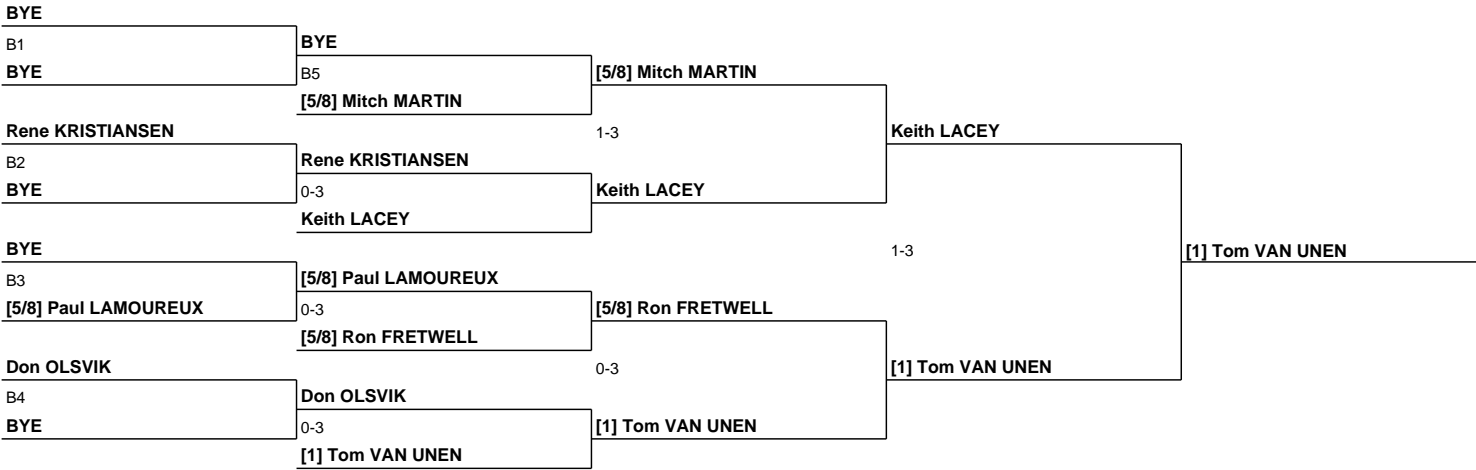 BYE
B1
BYE
BYE
B5
[5/8] Mitch MARTIN
[5/8] Mitch MARTIN
Rene KRISTIANSEN
1-3
Keith LACEY
B2
Rene KRISTIANSEN
BYE
0-3
Keith LACEY
Keith LACEY
BYE
1-3
[1] Tom VAN UNEN
B3
[5/8] Paul LAMOUREUX
[5/8] Paul LAMOUREUX
0-3
[5/8] Ron FRETWELL
[5/8] Ron FRETWELL
Don OLSVIK
0-3
[1] Tom VAN UNEN
B4
Don OLSVIK
BYE
0-3
[1] Tom VAN UNEN
[1] Tom VAN UNEN